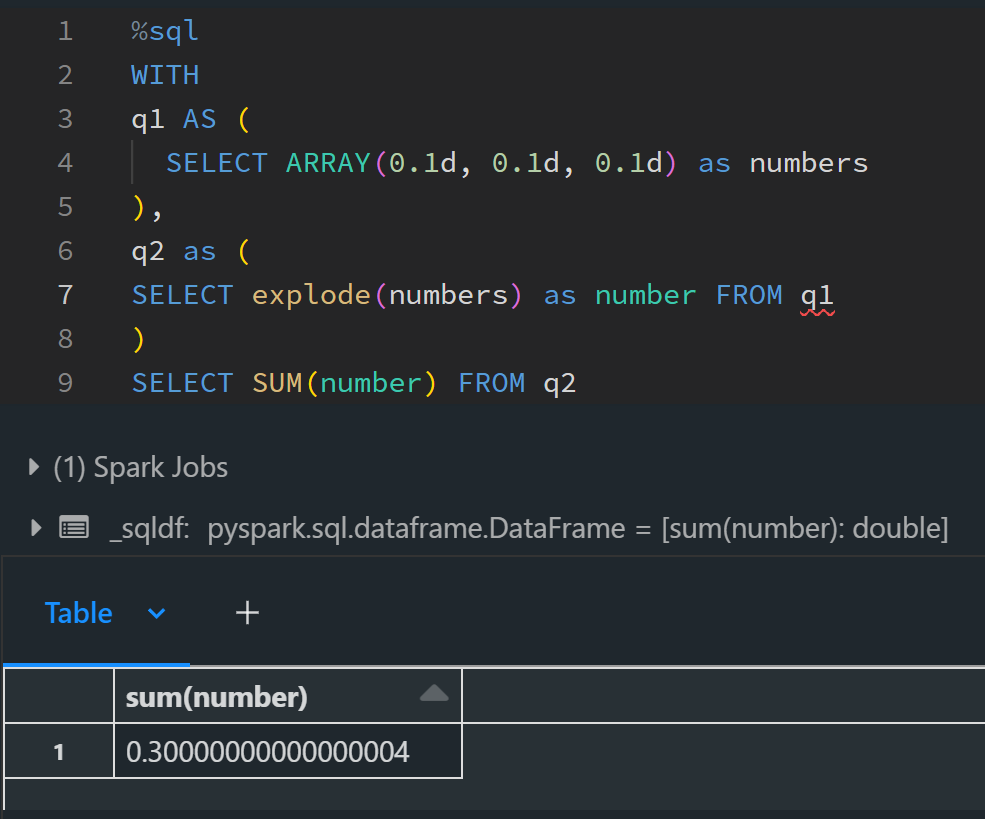 1 %sql
2 WITH
3 q1 AS (
4 SELECT ARRAY(0.1d, 0.1d, 0.1d) as numbers
5 ),
6 q2 as (
7 SELECT explode(numbers) as number FROM q1
8 )
9 SELECT SUM(number) FROM q2
(1) Spark Jobs
_sqldf: pyspark.sql.dataframe.DataFrame = [sum(number): double]
Table +
sum(number)
1 0.30000000000000004